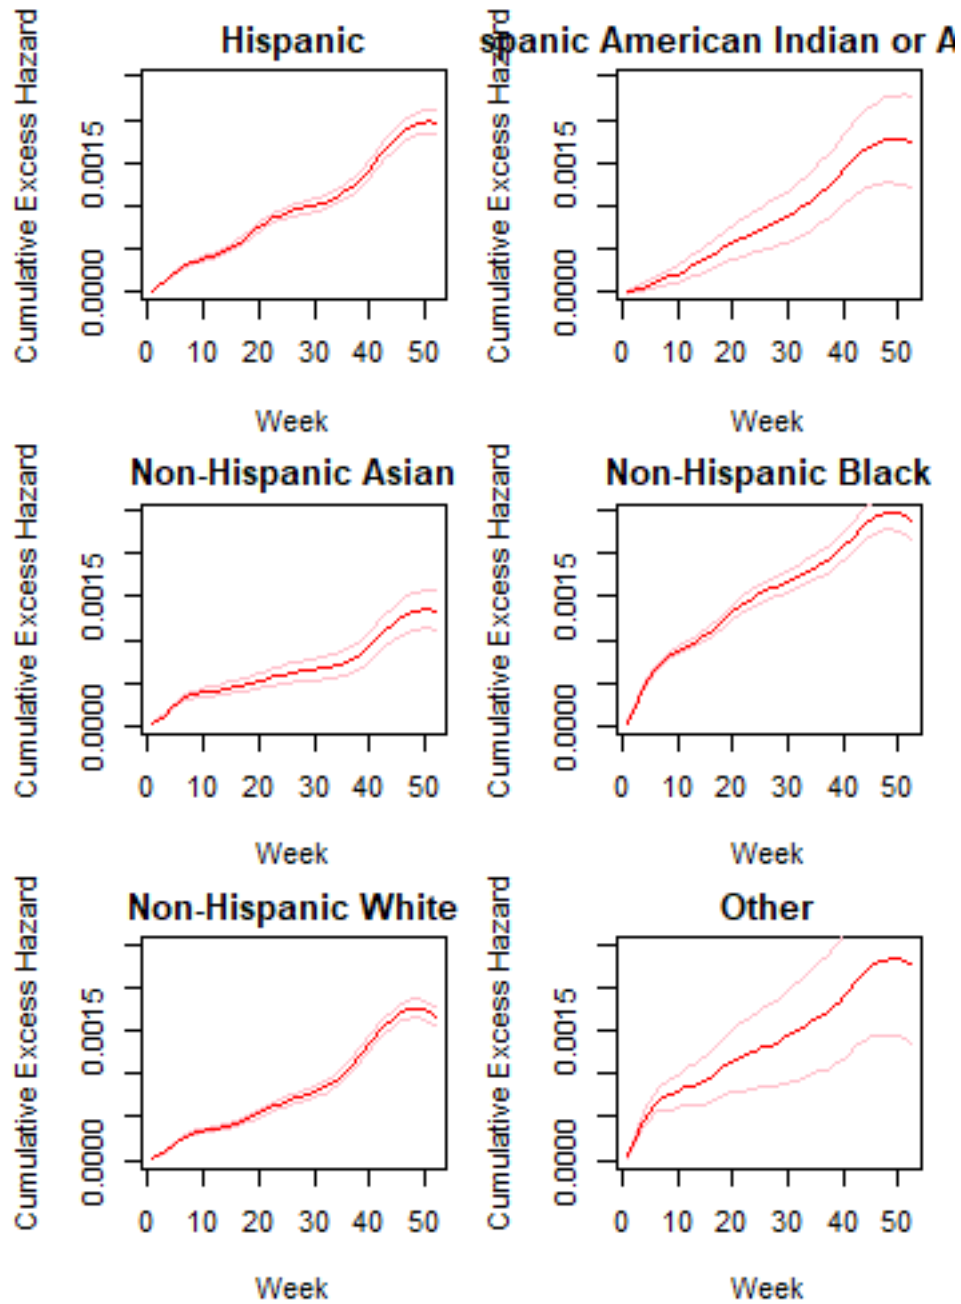 Hispanic
spanic American Indian or A
Cumulative Excess Hazard
0.0000 0.0015
0 10 20 30 40 50
Week
Cumulative Excess Hazard
0.0000 0.0015
0 10 20 30 40 50
Week
Non-Hispanic Asian
Non-Hispanic Black
Cumulative Excess Hazard
0.0000 0.0015
0 10 20 30 40 50
Week
Cumulative Excess Hazard
0.0000 0.0015
0 10 20 30 40 50
Week
Non-Hispanic White
Other
Cumulative Excess Hazard
0.0000 0.0015
0 10 20 30 40 50
Week
Cumulative Excess Hazard
0.0000 0.0015
0 10 20 30 40 50
Week